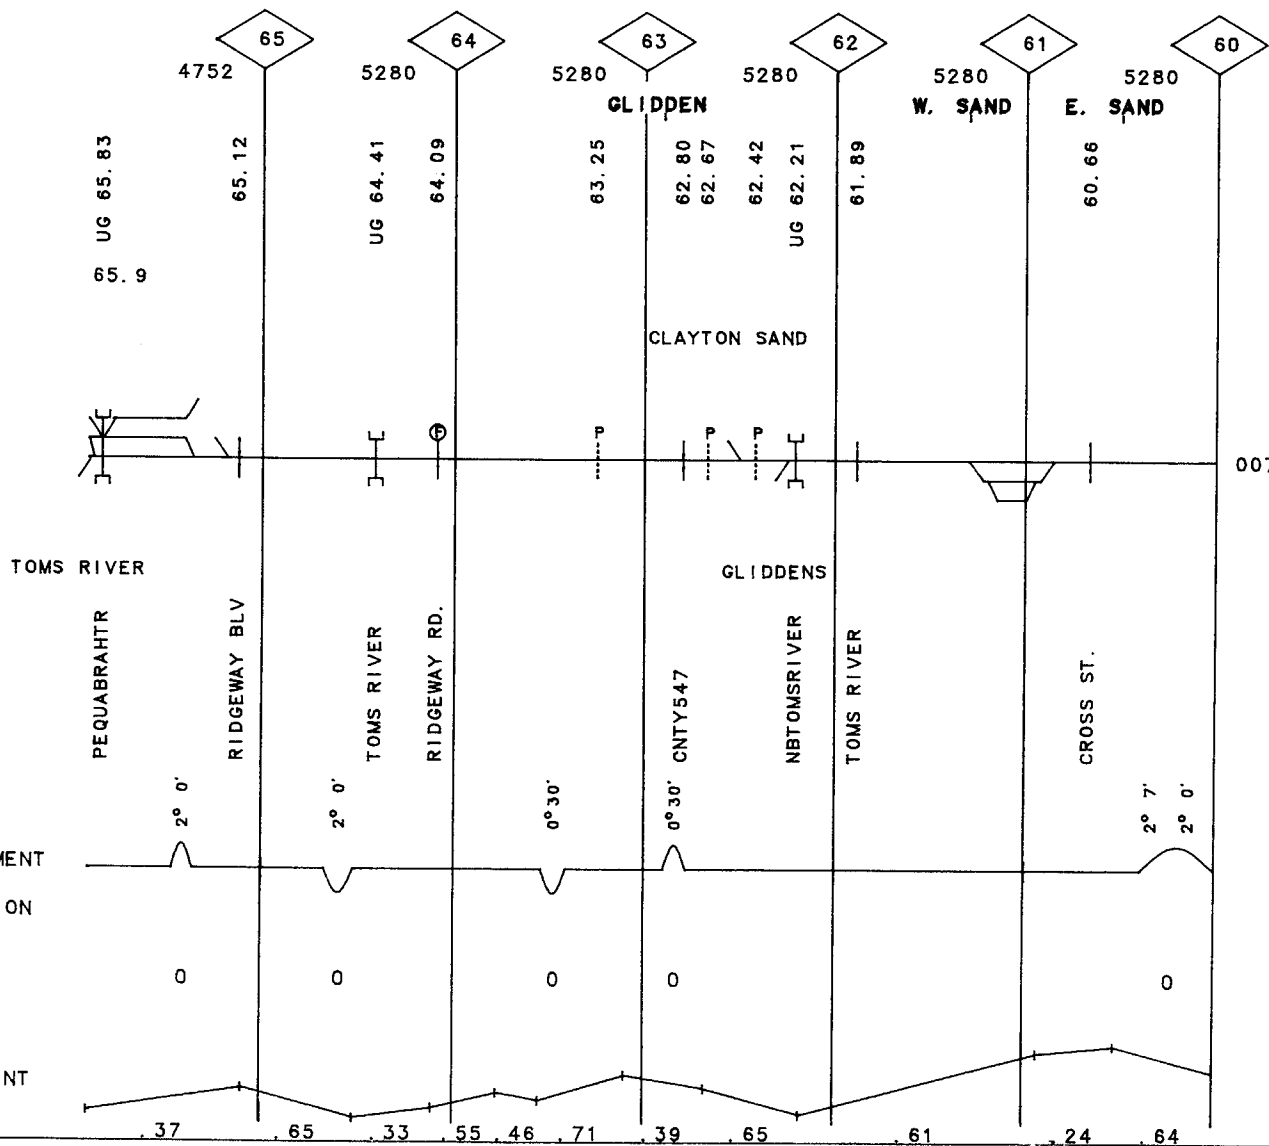 65 64 63 62 61 60
4752 5280 5280 5280 5280 5280
GLIDDEN W. SAND E. SAND
UG 65.83
65.12
UG 64.41
64.09
63.25
62.80
62.67
62.42
UG 62.21
61.89
60.66
65.9
CLAYTON SAND
F P P P
007
TOMS RIVER GLIDDENS
PEQUABRAHTR
RIDGEWAY BLV
TOMS RIVER
RIDGEWAY RD.
CNTY547
NBTOMSRIVER
TOMS RIVER
CROSS ST.
2° 0'
2° 0'
0°30'
0°30'
2° 7'
2° 0'
MENT
ON
0 0 0 0 0
NT
.37 .65 .33 .55 .46 .71 .39 .65 .61 .24 .64